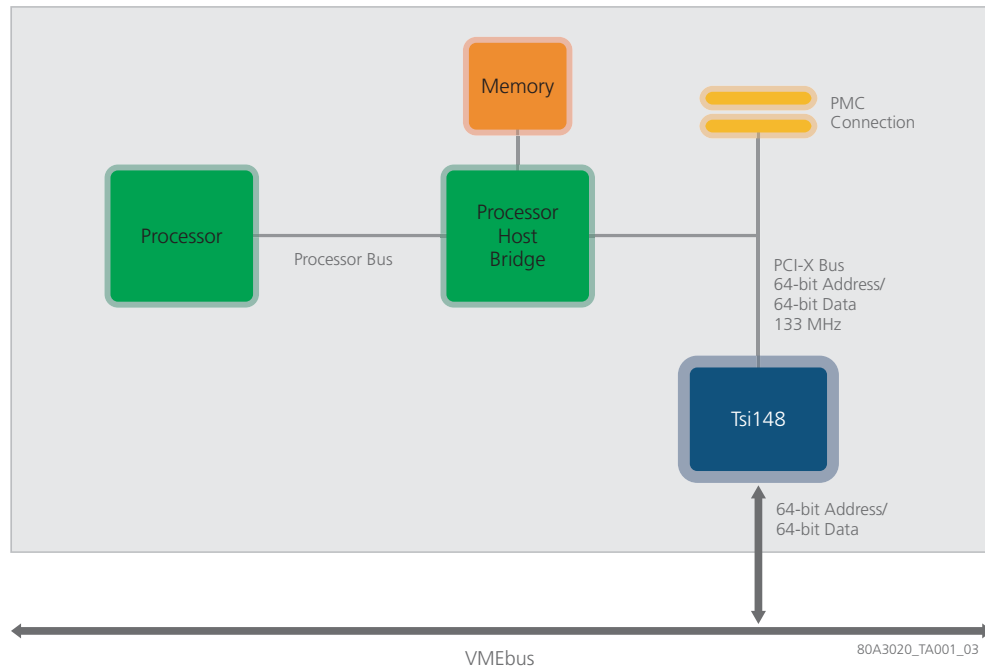 Memory
PMC
Connection
Processor
Processor Bus
Processor
Host
Bridge
PCI-X Bus
64-bit Address/
64-bit Data
133 MHz
Tsi148
64-bit Address/
64-bit Data
VMEbus
80A3020_TA001_03